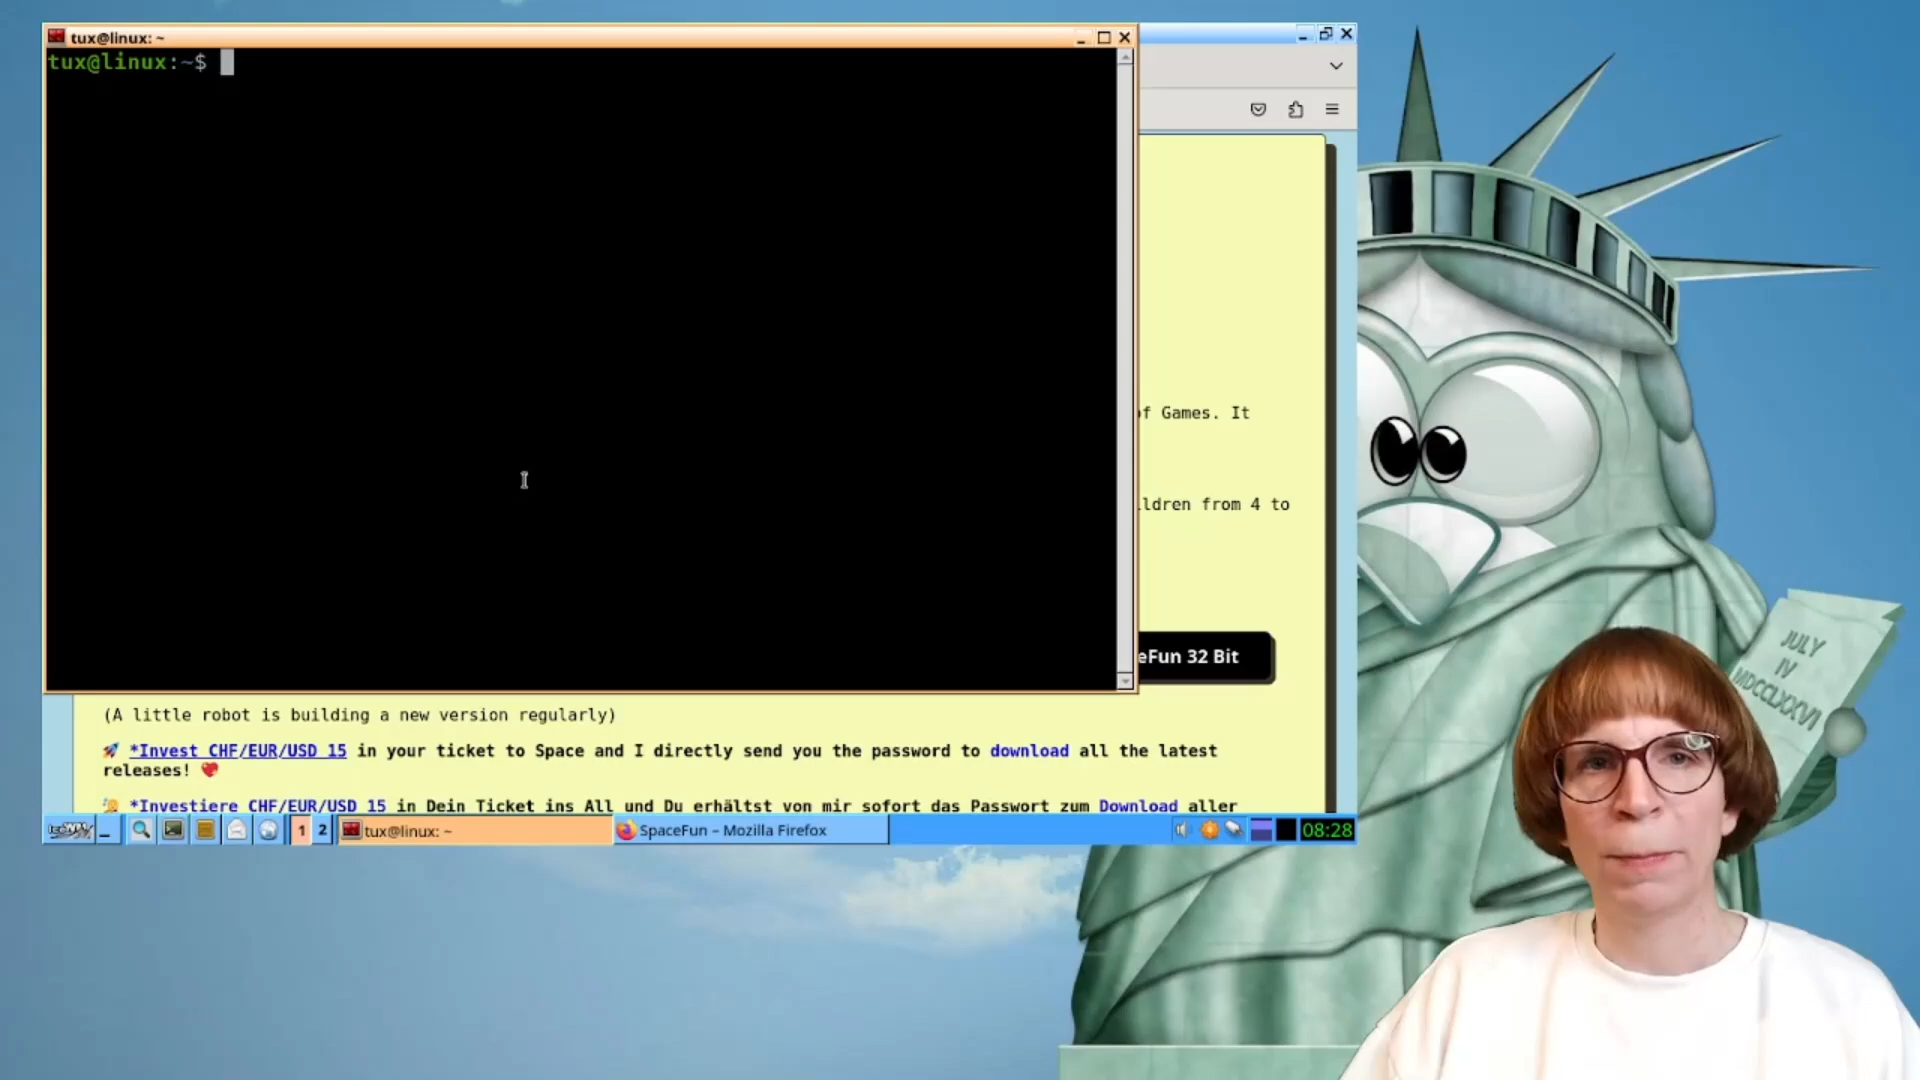 tux@linux: ~
tux@linux:~$
of Games. It
ldren from 4 to
eFun 32 Bit
(A little robot is building a new version regularly)
🚀 *Invest CHF/EUR/USD 15 in your ticket to Space and I directly send you the password to download all the latest
releases! 💖
*Investiere CHF/EUR/USD 15 in Dein Ticket ins All und Du erhältst von mir sofort das Passwort zum Download aller
IceWM
1 2
tux@linux: ~
SpaceFun – Mozilla Firefox
08:28
JULY
IV
MDCCLXXVI